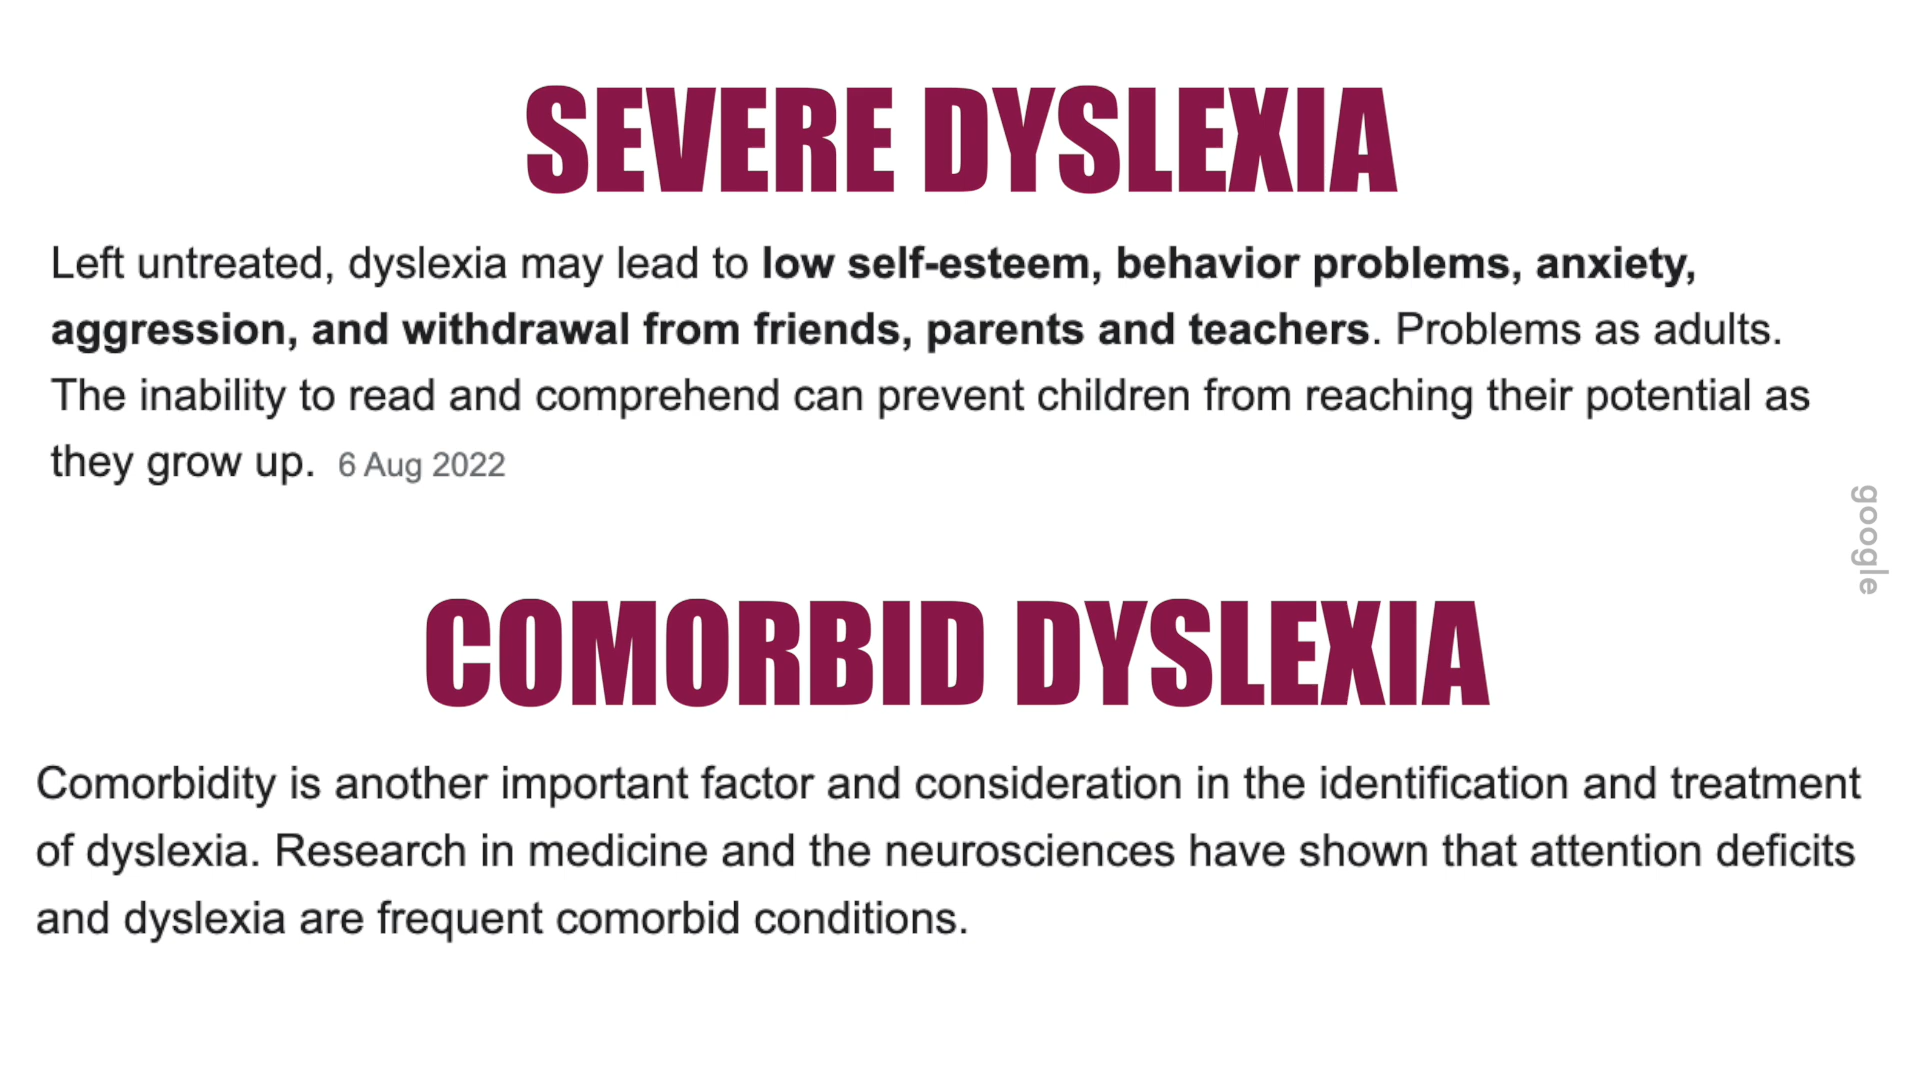 SEVERE DYSLEXIA
Left untreated, dyslexia may lead to low self-esteem, behavior problems, anxiety,
aggression, and withdrawal from friends, parents and teachers. Problems as adults.
The inability to read and comprehend can prevent children from reaching their potential as
they grow up. 6 Aug 2022
google
COMORBID DYSLEXIA
Comorbidity is another important factor and consideration in the identification and treatment
of dyslexia. Research in medicine and the neurosciences have shown that attention deficits
and dyslexia are frequent comorbid conditions.